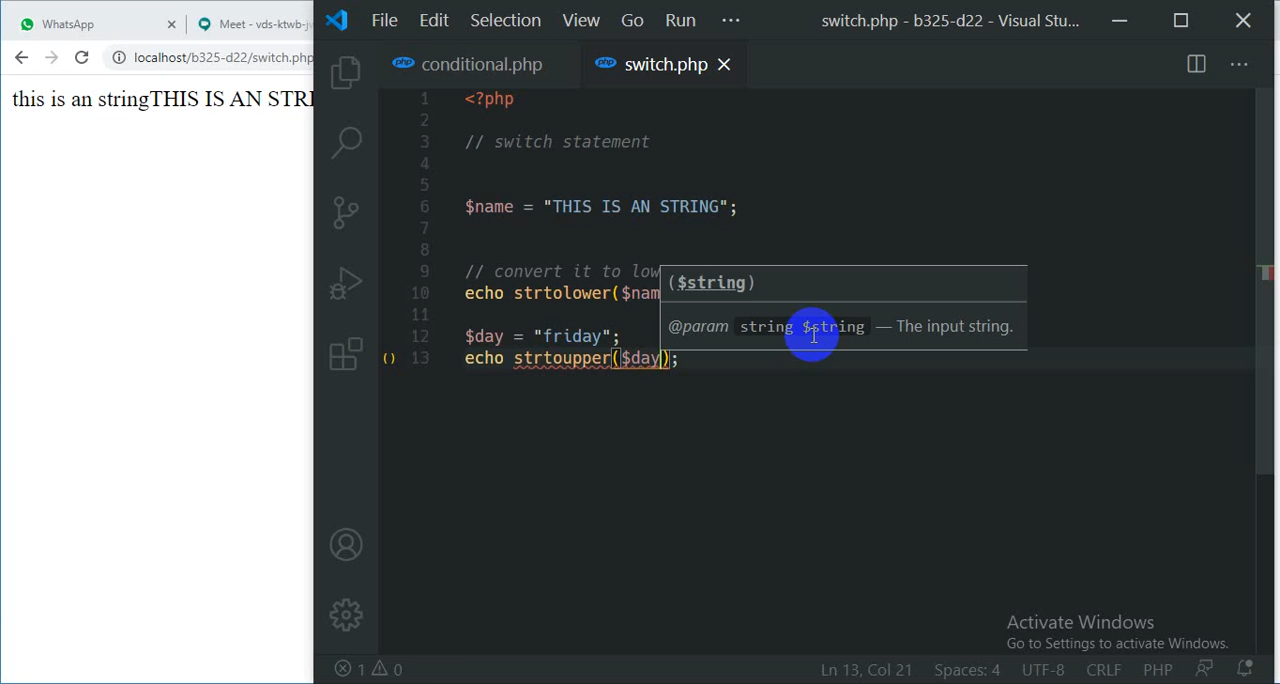 WhatsApp
Meet - vds-ktwb-
localhost/b325-d22/switch.php
this is an stringTHIS IS AN STRI
File Edit Selection View Go Run ...
switch.php - b325-d22 - Visual Stu...
conditional.php
switch.php
1 <?php
2
3 // switch statement
4
5
6 $name = "THIS IS AN STRING";
7
8
9 // convert it to low
10 echo strtolower($nam
11
12 $day = "friday";
13 echo strtoupper($day);
($string)
@param string $string — The input string.
Activate Windows
Go to Settings to activate Windows.
1 0
Ln 13, Col 21 Spaces: 4 UTF-8 CRLF PHP